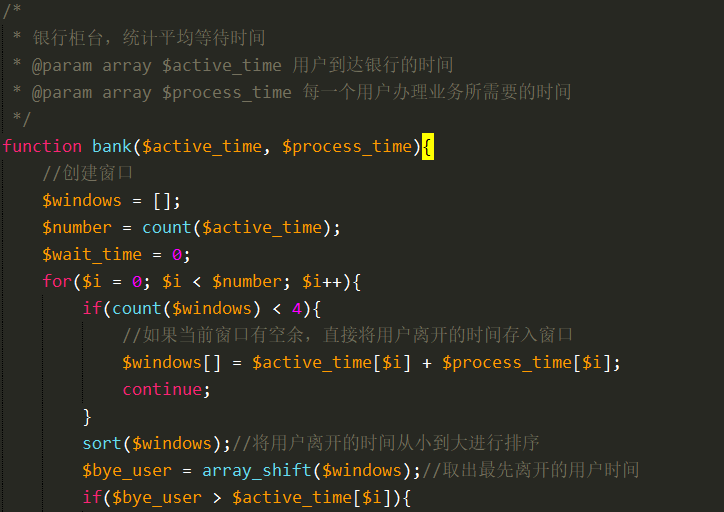 /*
 * 银行柜台，统计平均等待时间
 * @param array $active_time 用户到达银行的时间
 * @param array $process_time 每一个用户办理业务所需要的时间
 */
function bank($active_time, $process_time){
    //创建窗口
    $windows = [];
    $number = count($active_time);
    $wait_time = 0;
    for($i = 0; $i < $number; $i++){
        if(count($windows) < 4){
            //如果当前窗口有空余，直接将用户离开的时间存入窗口
            $windows[] = $active_time[$i] + $process_time[$i];
            continue;
        }
        sort($windows);//将用户离开的时间从小到大进行排序
        $bye_user = array_shift($windows);//取出最先离开的用户时间
        if($bye_user > $active_time[$i]){